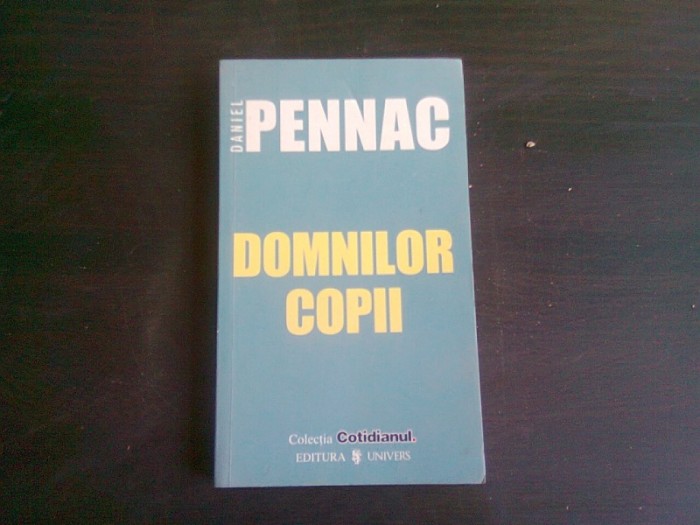 DANIEL
PENNAC
DOMNILOR
COPII
Colecția Cotidianul.
EDITURA UNIVERS